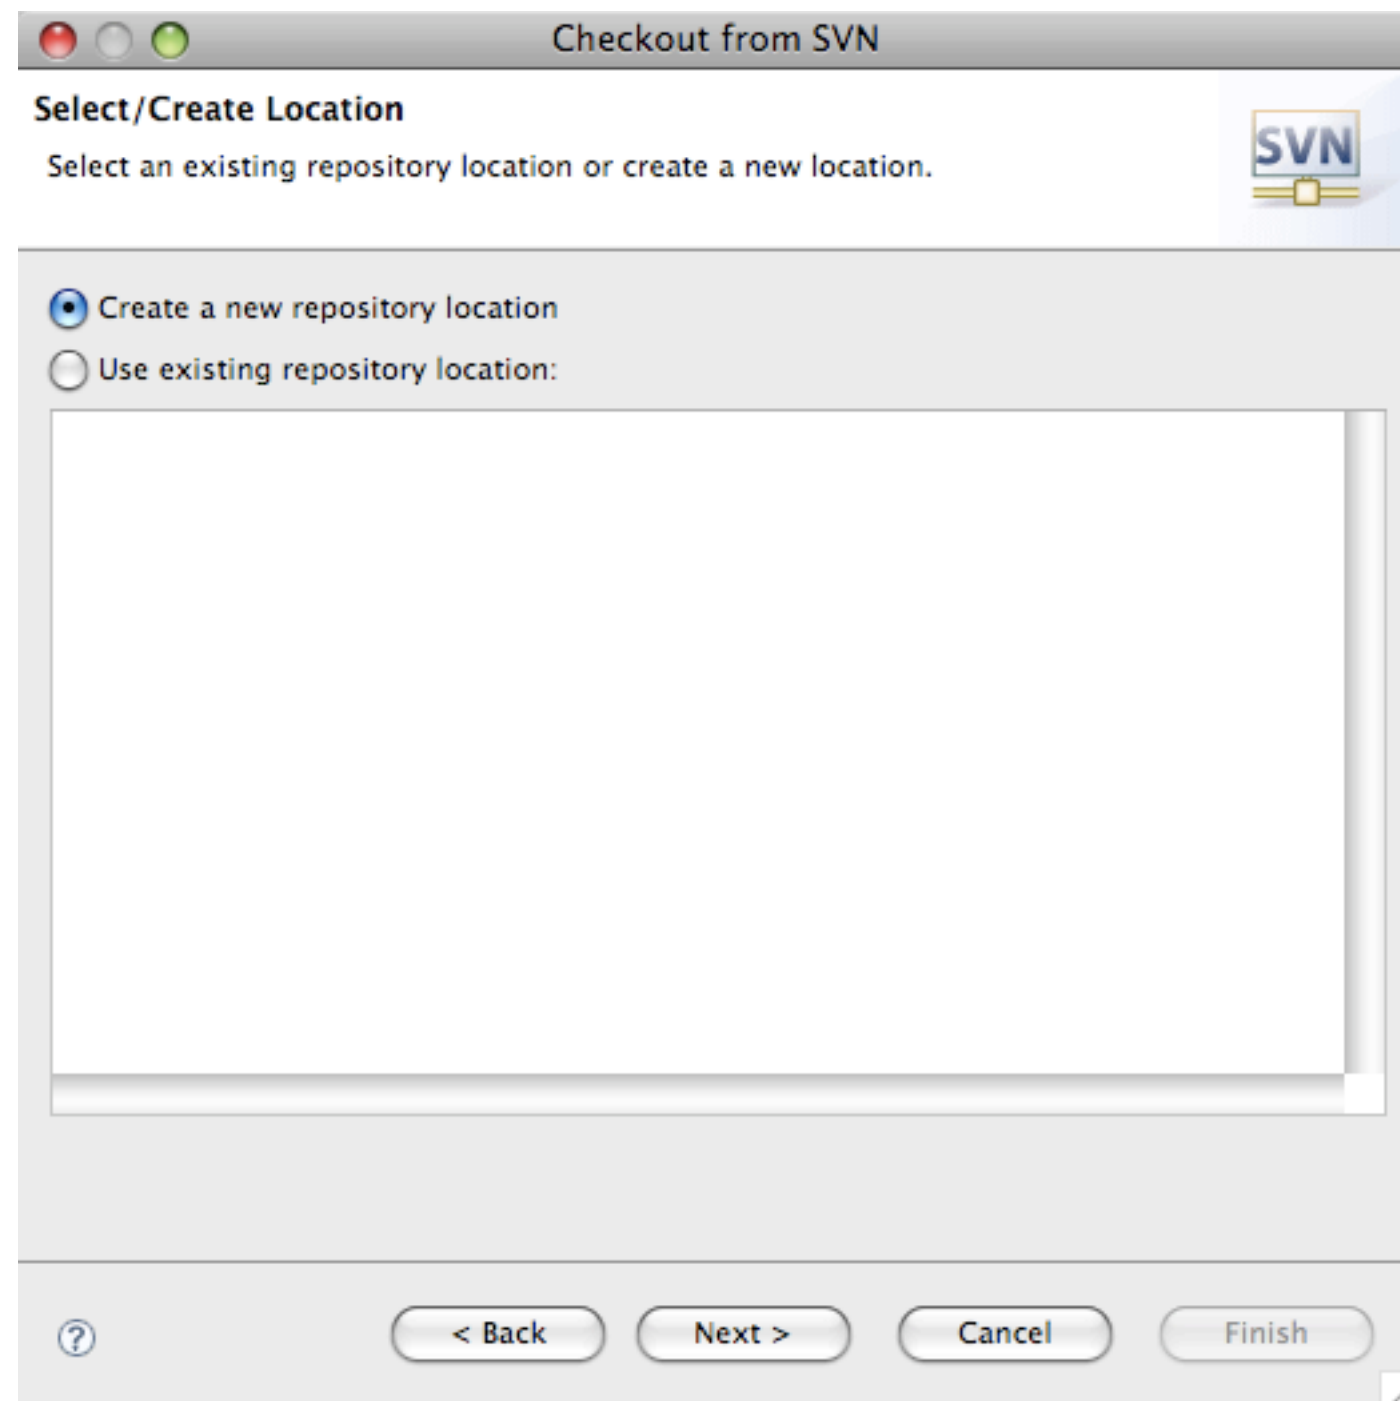 Checkout from SVN
Select/Create Location
Select an existing repository location or create a new location.
SVN
Create a new repository location
Use existing repository location:
?
< Back
Next >
Cancel
Finish